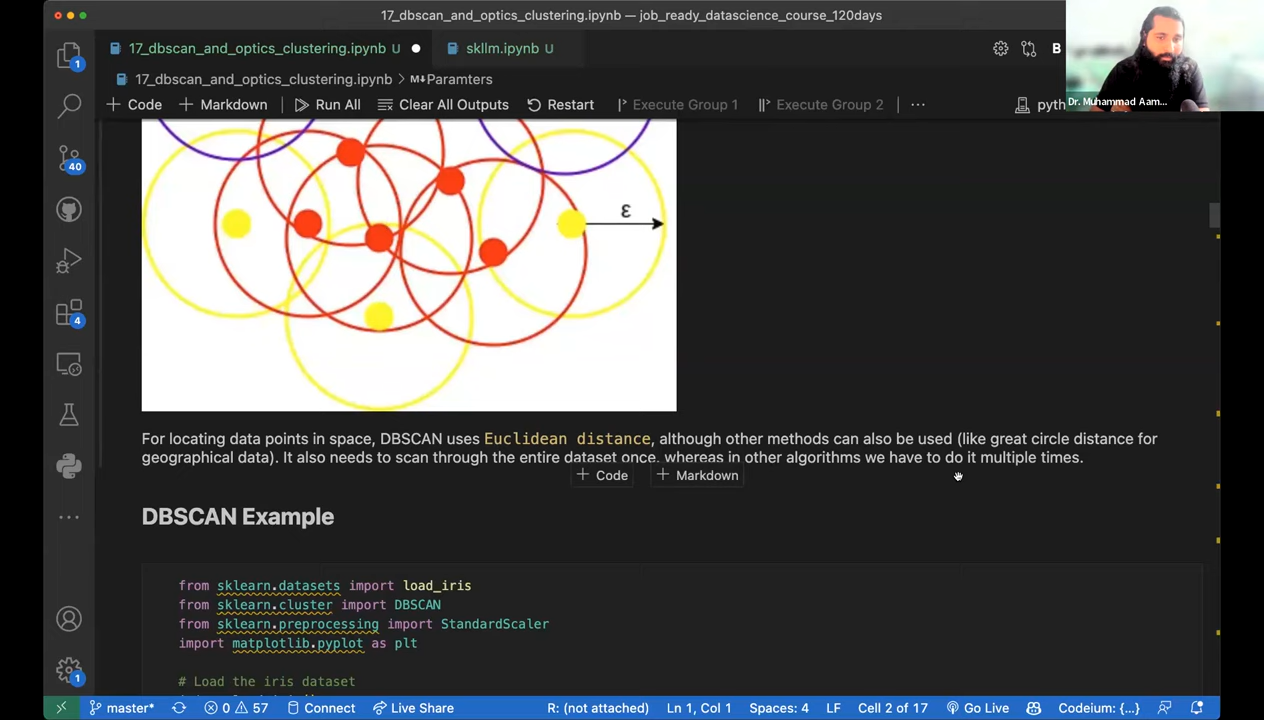 17_dbscan_and_optics_clustering.ipynb — job_ready_datascience_course_120days
17_dbscan_and_optics_clustering.ipynb U
skllm.ipynb U
B
17_dbscan_and_optics_clustering.ipynb > M↓Paramters
+ Code + Markdown Run All Clear All Outputs Restart Execute Group 1 Execute Group 2 ...
pyth
Dr. Muhammad Aam...
1
40
4
1
ε
For locating data points in space, DBSCAN uses Euclidean distance, although other methods can also be used (like great circle distance for
geographical data). It also needs to scan through the entire dataset once, whereas in other algorithms we have to do it multiple times.
+ Code + Markdown
DBSCAN Example
from sklearn.datasets import load_iris
from sklearn.cluster import DBSCAN
from sklearn.preprocessing import StandardScaler
import matplotlib.pyplot as plt
# Load the iris dataset
master* 0 57 Connect Live Share R: (not attached) Ln 1, Col 1 Spaces: 4 LF Cell 2 of 17 Go Live Codeium: {...}